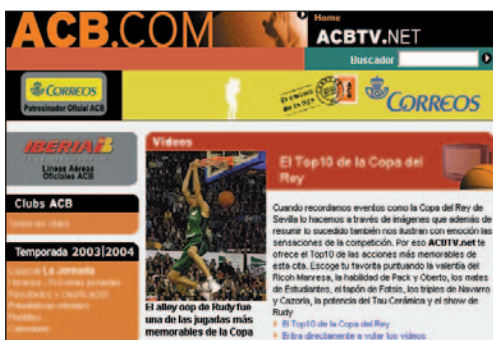 ACB.COM
Home
ACBTV.NET
Buscador
CORREOS
Patrocinador Oficial ACB
CORREOS
IBERIA
Líneas Aéreas
Oficiales ACB
Clubs ACB
Temporada 2003|2004
La Jornada
Videos
El alley oop de Rudy fue
una de las jugadas más
memorables de la Copa
El Top10 de la Copa del
Rey
Cuando recordamos eventos como la Copa del Rey de
Sevilla lo hacemos a través de imágenes que además de
resumir lo sucedido también nos ilustran con emoción las
sensaciones de la competición. Por eso ACBTV.net te
ofrece el Top10 de las acciones más memorables de
esta cita. Escoge tu favorita puntuando la valentía del
Ricoh Manresa, la habilidad de Pack y Oberto, los mates
de Estudiantes, el tapón de Fotsis, los triples de Navarro
y Cazorla, la potencia del Tau Cerámica y el show de
Rudy
El Top10 de la Copa del Rey
Entra directamente a votar los videos